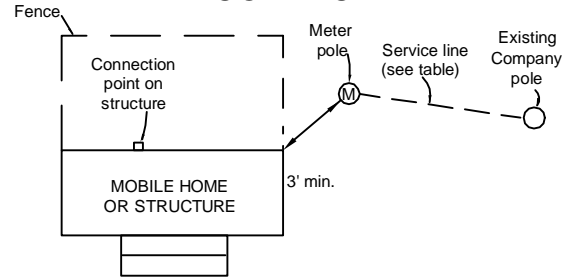 Fence
Meter
pole
Service line
(see table)
Existing
Company
pole
Connection
point on
structure
M
3' min.
MOBILE HOME
OR STRUCTURE